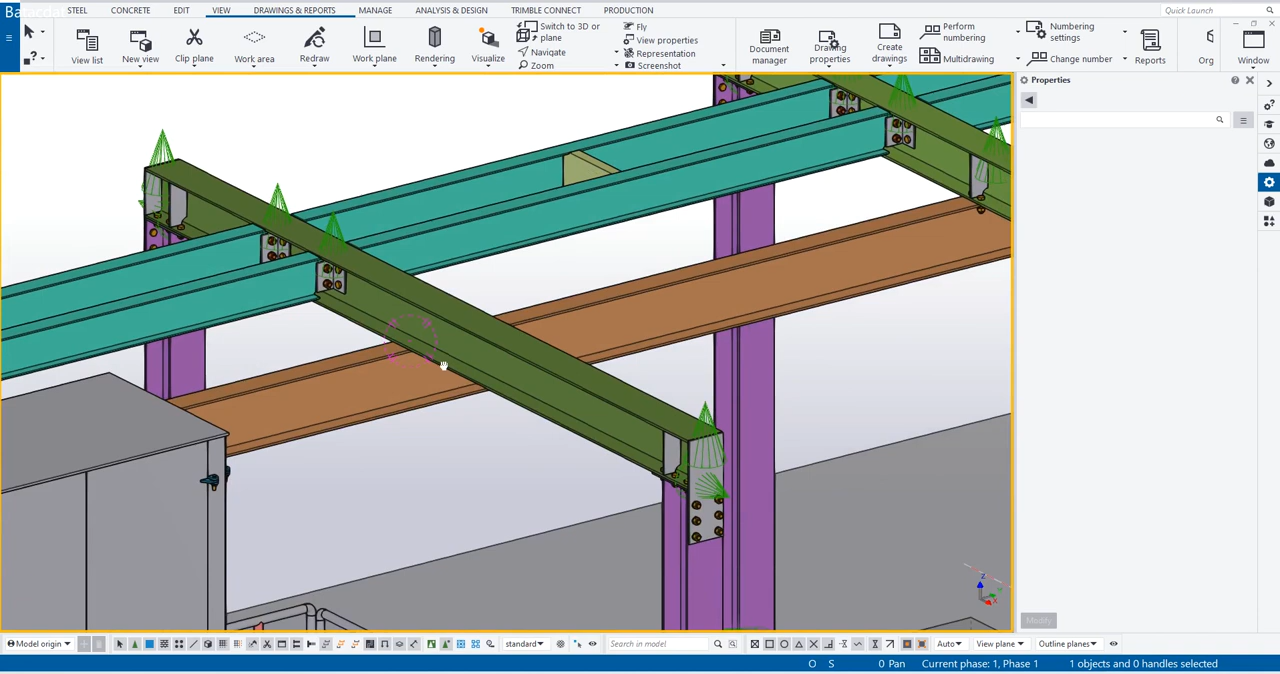 STEEL CONCRETE EDIT VIEW DRAWINGS & REPORTS MANAGE ANALYSIS & DESIGN TRIMBLE CONNECT PRODUCTION Quick Launch
View list
New view
Clip plane
Work area
Redraw
Work plane
Rendering
Visualize
Switch to 3D or plane
Navigate
Zoom
Fly
View properties
Representation
Screenshot
Document manager
Drawing properties
Create drawings
Perform numbering
Multidrawing
Numbering settings
Change number
Reports
Org
Window
Properties
Modify
Model origin
standard
Search in model
Auto
View plane
Outline planes
O S 0 Pan Current phase: 1, Phase 1 1 objects and 0 handles selected